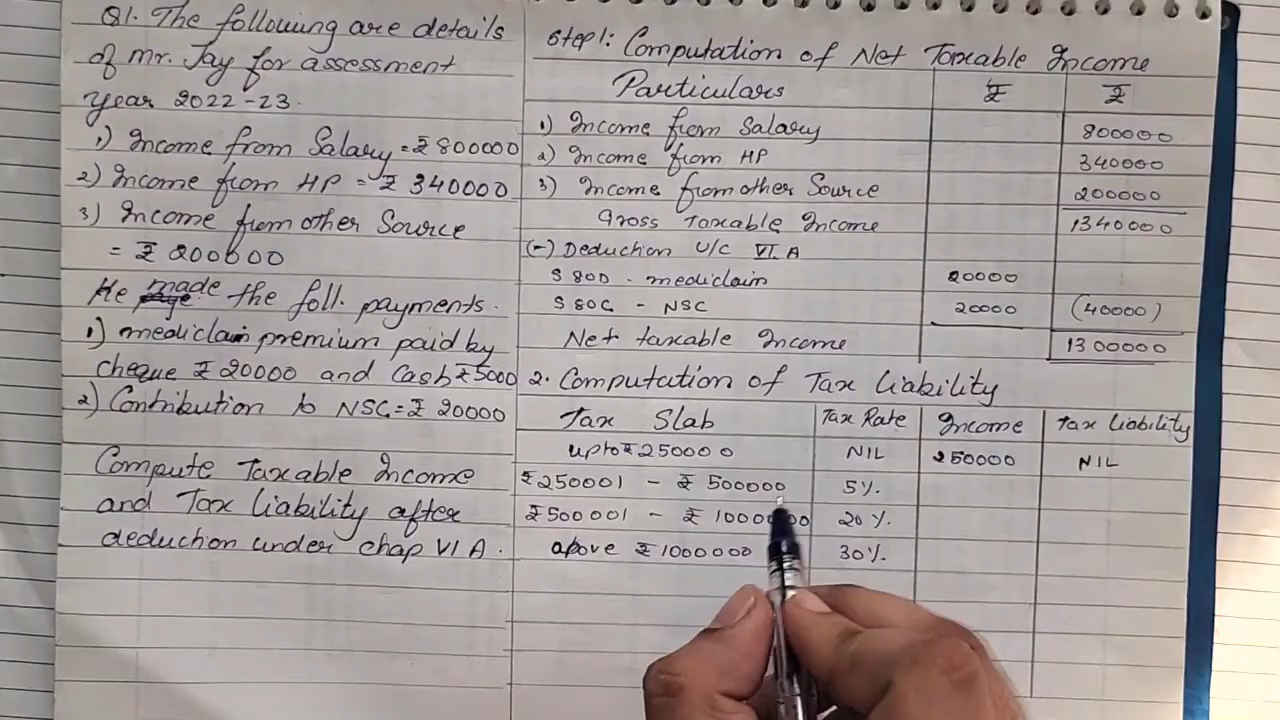 Q1. The following are details
of mr. Jay for assessment
year 2022-23.
1) Income from Salary = ₹ 800000
2) Income from HP = ₹ 340000
3) Income from other Source
= ₹ 200000
He made the foll. payments.
1) mediclaim premium paid by
cheque ₹ 20000 and Cash ₹5000
2) Contribution to NSC = ₹ 20000
Compute Taxable Income
and Tax Liability after
deduction under chap VI A.
Step 1: Computation of Net Taxable Income
Particulars ₹ ₹
1) Income from Salary 800000
2) Income from HP 340000
3) Income from other Source 200000
Gross Taxable Income 1340000
(-) Deduction U/C VI.A
S 80D - mediclaim 20000
S 80C - NSC 20000 (40000)
Net taxable Income 1300000
2. Computation of Tax Liability
Tax Slab Tax Rate Income Tax Liability
upto ₹ 250000 NIL 250000 NIL
₹ 250001 - ₹ 500000 5%
₹ 500001 - ₹ 1000000 20%
above ₹ 1000000 30%